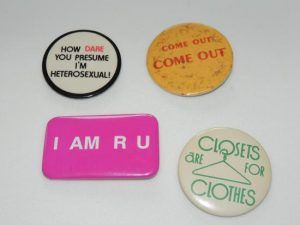 HOW DARE
YOU PRESUME
I'M
HETEROSEXUAL!
COME OUT!
COME OUT
I AM R U
CLOSETS
ARE FOR
CLOTHES